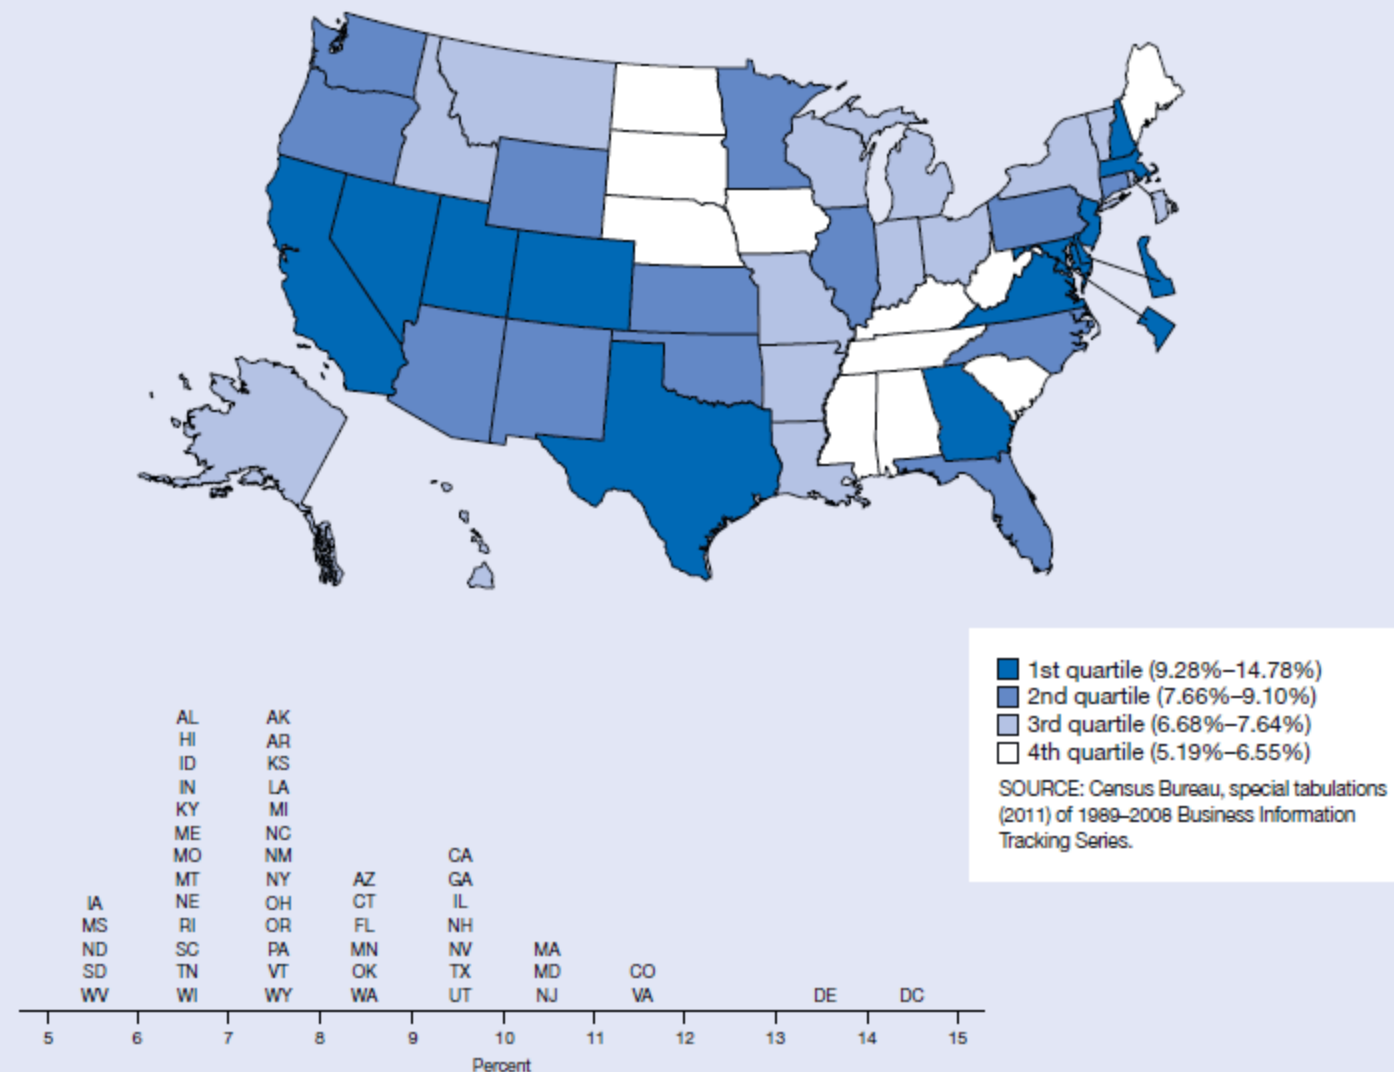 1st quartile (9.28%–14.78%)
2nd quartile (7.66%–9.10%)
3rd quartile (6.68%–7.64%)
4th quartile (5.19%–6.55%)
SOURCE: Census Bureau, special tabulations
(2011) of 1989–2008 Business Information
Tracking Series.
AL AK
HI AR
ID KS
IN LA
KY MI
ME NC
MO NM CA
MT NY AZ GA
IA NE OH CT IL
MS RI OR FL NH
ND SC PA MN NV MA
SD TN VT OK TX MD CO
WV WI WY WA UT NJ VA DE DC
5 6 7 8 9 10 11 12 13 14 15
Percent